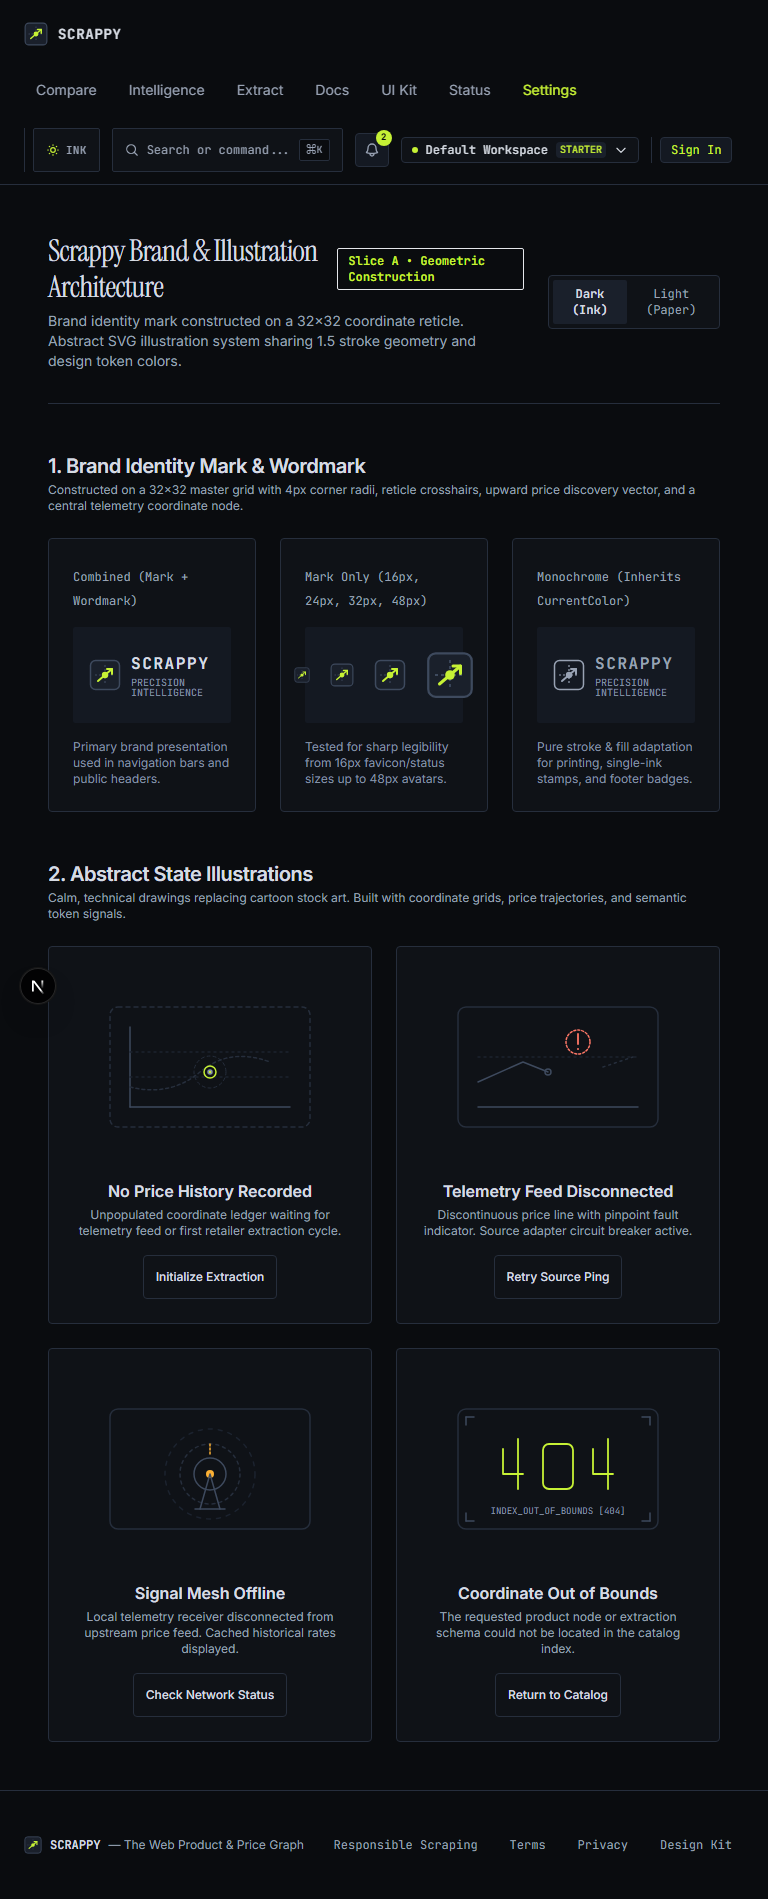 SCRAPPY
Compare Intelligence Extract Docs UI Kit Status Settings
INK
Search or command... ⌘K
2
Default Workspace STARTER
Sign In
Scrappy Brand & Illustration
Architecture
Slice A • Geometric
Construction
Brand identity mark constructed on a 32×32 coordinate reticle.
Abstract SVG illustration system sharing 1.5 stroke geometry and
design token colors.
Dark
(Ink)
Light
(Paper)
1. Brand Identity Mark & Wordmark
Constructed on a 32×32 master grid with 4px corner radii, reticle crosshairs, upward price discovery vector, and a
central telemetry coordinate node.
Combined (Mark +
Wordmark)
SCRAPPY
PRECISION
INTELLIGENCE
Primary brand presentation
used in navigation bars and
public headers.
Mark Only (16px,
24px, 32px, 48px)
Tested for sharp legibility
from 16px favicon/status
sizes up to 48px avatars.
Monochrome (Inherits
CurrentColor)
SCRAPPY
PRECISION
INTELLIGENCE
Pure stroke & fill adaptation
for printing, single-ink
stamps, and footer badges.
2. Abstract State Illustrations
Calm, technical drawings replacing cartoon stock art. Built with coordinate grids, price trajectories, and semantic
token signals.
N
No Price History Recorded
Unpopulated coordinate ledger waiting for
telemetry feed or first retailer extraction cycle.
Initialize Extraction
Telemetry Feed Disconnected
Discontinuous price line with pinpoint fault
indicator. Source adapter circuit breaker active.
Retry Source Ping
Signal Mesh Offline
Local telemetry receiver disconnected from
upstream price feed. Cached historical rates
displayed.
Check Network Status
404
INDEX_OUT_OF_BOUNDS [404]
Coordinate Out of Bounds
The requested product node or extraction
schema could not be located in the catalog
index.
Return to Catalog
SCRAPPY — The Web Product & Price Graph
Responsible Scraping Terms Privacy Design Kit